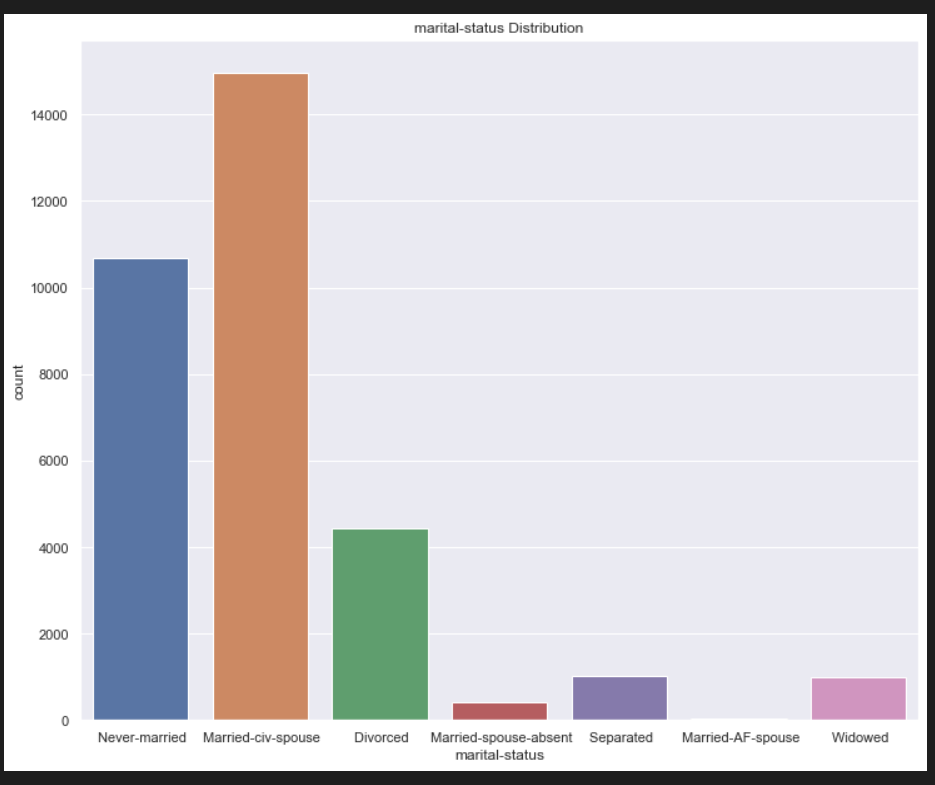 marital-status Distribution
14000
12000
10000
8000
6000
4000
2000
0
count
Never-married Married-civ-spouse Divorced Married-spouse-absent Separated Married-AF-spouse Widowed
marital-status